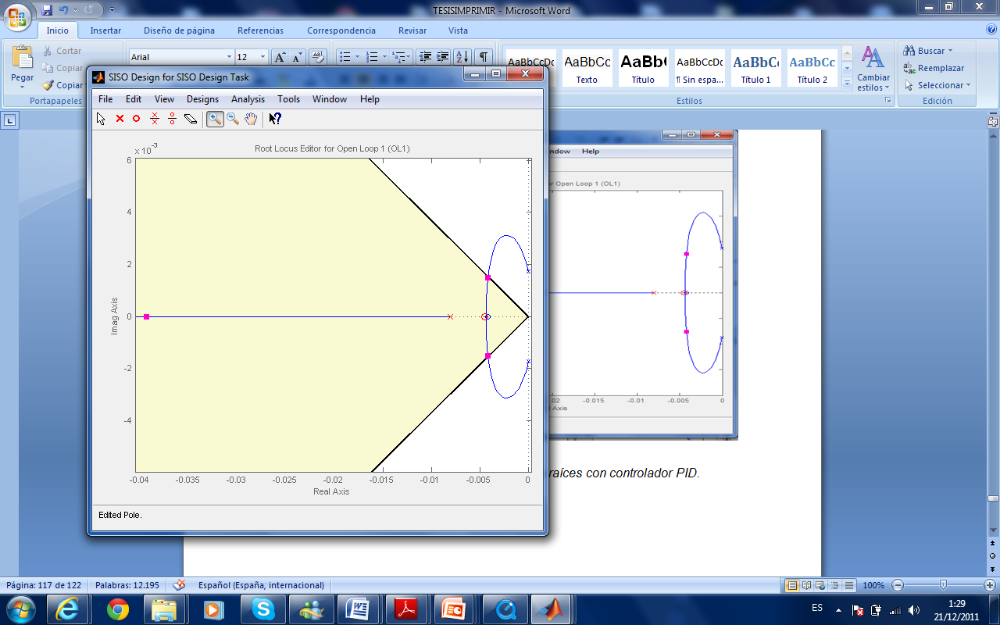 TESISIMPRIMIR - Microsoft Word
Inicio Insertar Diseño de página Referencias Correspondencia Revisar Vista
Pegar
Cortar
Copiar
Copiar
Portapapeles
Arial 12
AaBbCcDc AaBbCc AaBb( AaBbCcDc AaBbC( AaBbCc
Texto Título ¶ Sin espa... Título 1 Título 2
Cambiar
estilos
Estilos
Buscar
Reemplazar
Seleccionar
Edición
SISO Design for SISO Design Task
File Edit View Designs Analysis Tools Window Help
Root Locus Editor for Open Loop 1 (OL1)
x 10-3
6
4
2
0
-2
-4
Imag Axis
-0.04 -0.035 -0.03 -0.025 -0.02 -0.015 -0.01 -0.005 0
Real Axis
Edited Pole.
ndow Help
r Open Loop 1 (OL1)
.02 -0.015 -0.01 -0.005 0
l Axis
raíces con controlador PID.
Página: 117 de 122 Palabras: 12.195 Español (España, internacional) 100%
ES
1:29
21/12/2011